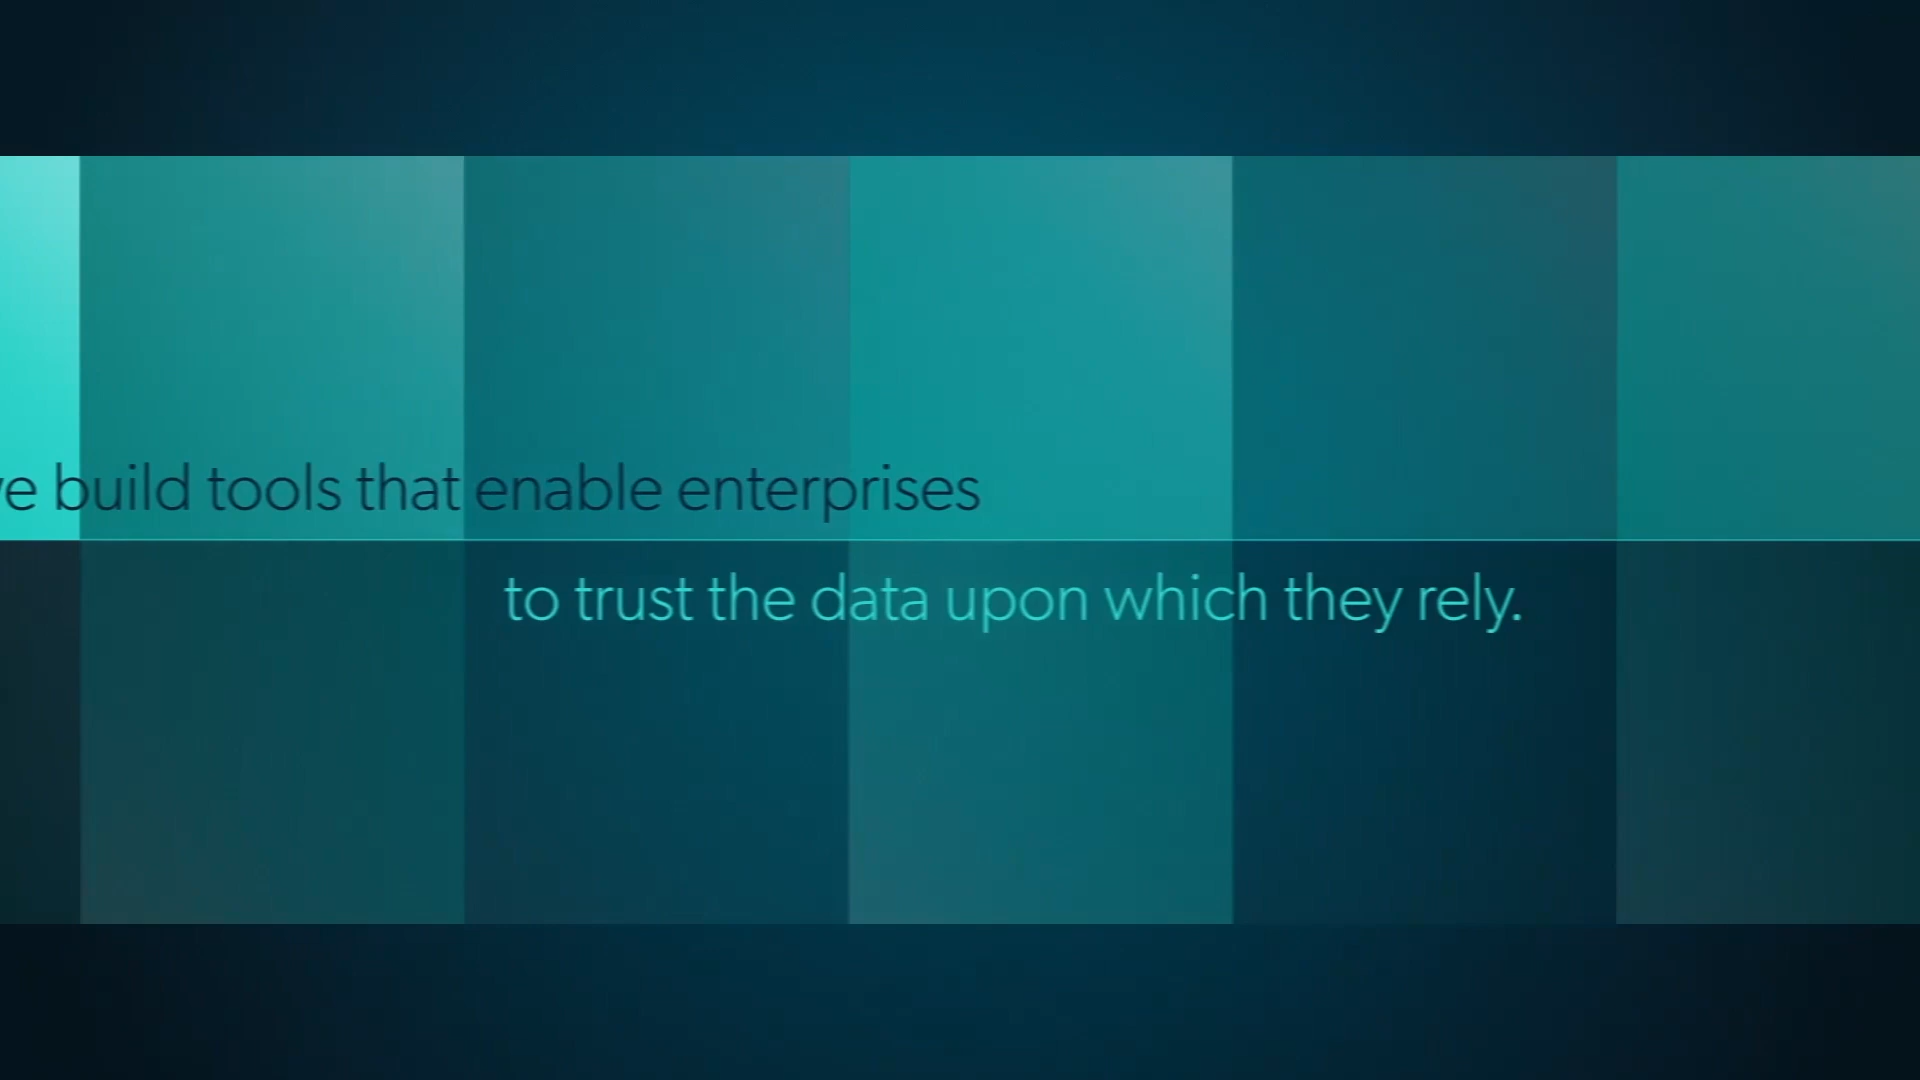 build tools that enable enterprises
to trust the data upon which they rely.